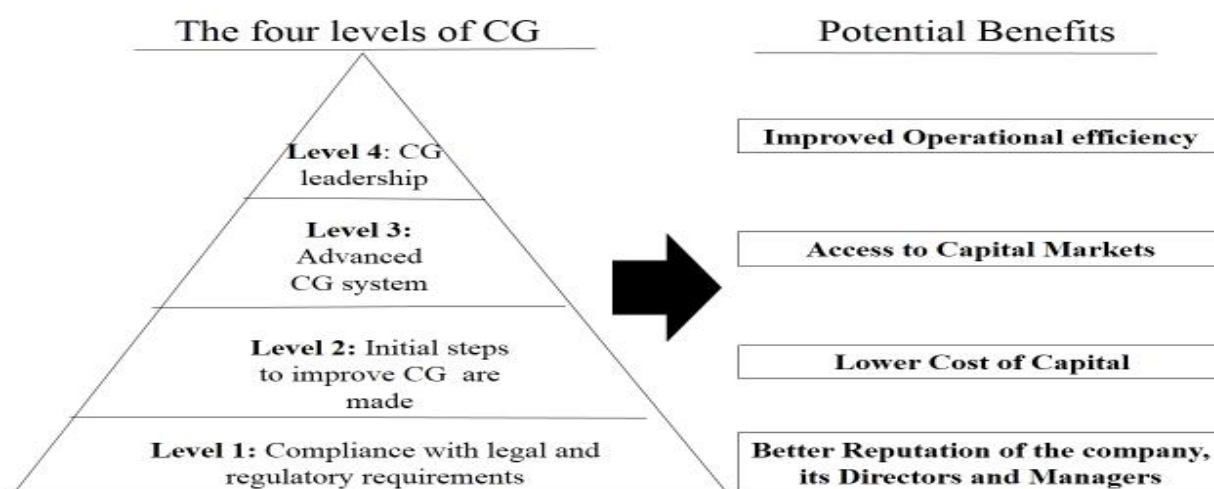 The four levels of CG
Level 4: CG
leadership
Level 3:
Advanced
CG system
Level 2: Initial steps
to improve CG are
made
Level 1: Compliance with legal and
regulatory requirements
Potential Benefits
Improved Operational efficiency
Access to Capital Markets
Lower Cost of Capital
Better Reputation of the company,
its Directors and Managers